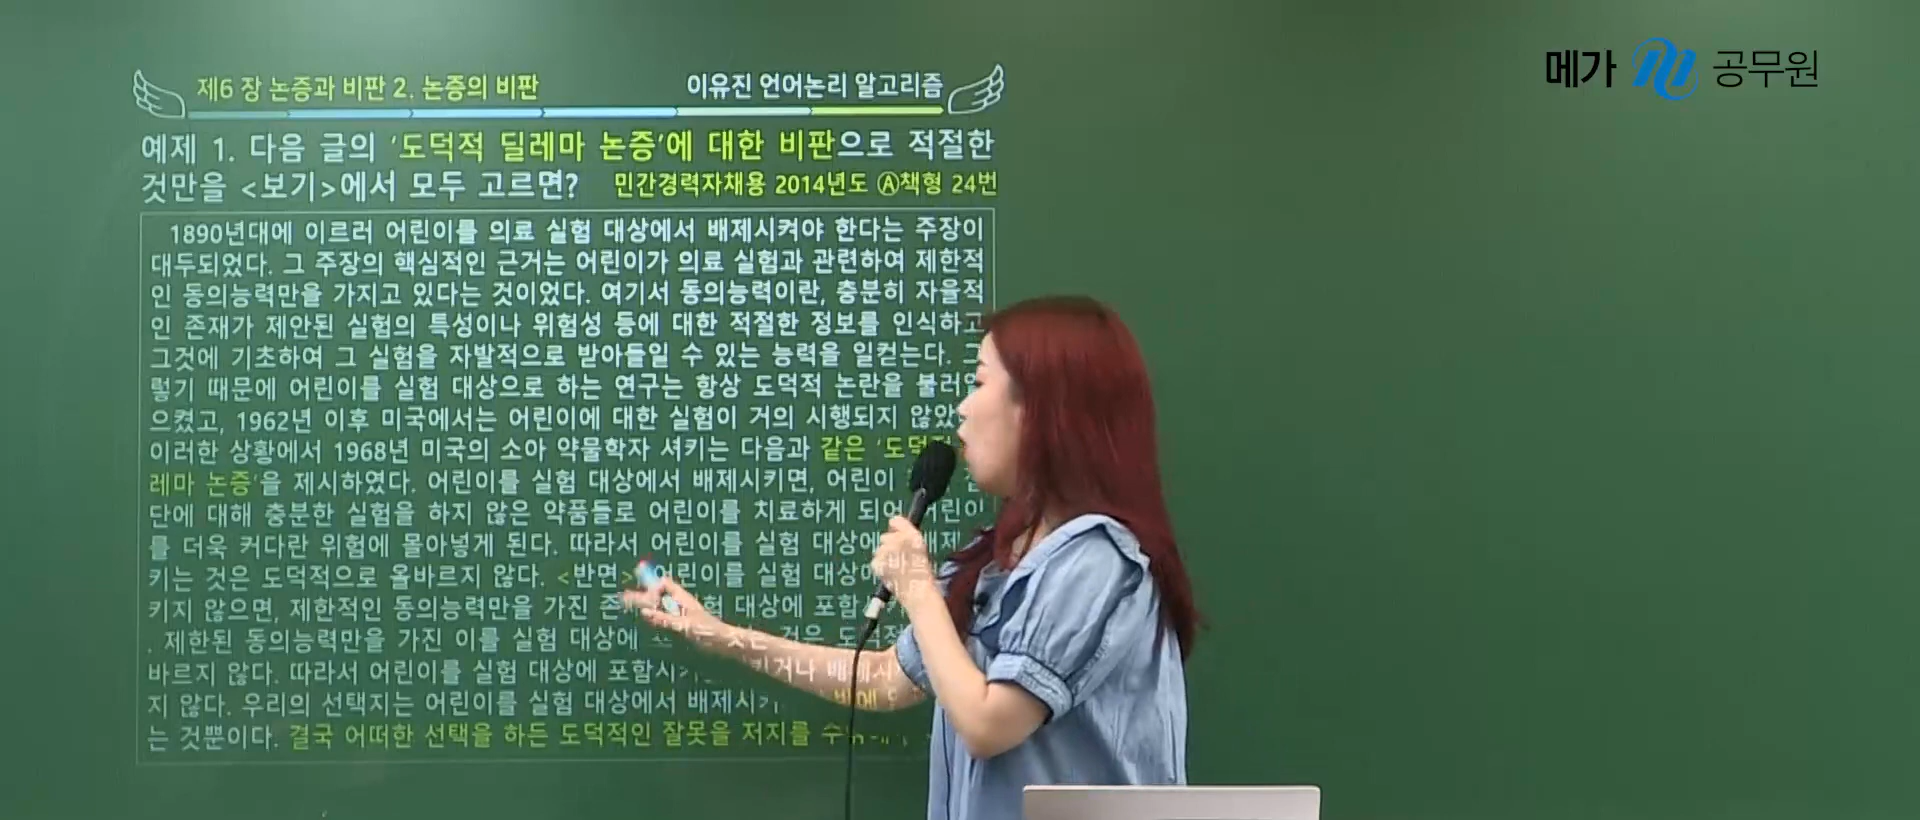 메가 공무원
제6 장 논증과 비판 2. 논증의 비판 이유진 언어논리 알고리즘
예제 1. 다음 글의 '도덕적 딜레마 논증'에 대한 비판으로 적절한
것만을 <보기>에서 모두 고르면? 민간경력자채용 2014년도 Ⓐ책형 24번
1890년대에 이르러 어린이를 의료 실험 대상에서 배제시켜야 한다는 주장이
대두되었다. 그 주장의 핵심적인 근거는 어린이가 의료 실험과 관련하여 제한적
인 동의능력만을 가지고 있다는 것이었다. 여기서 동의능력이란, 충분히 자율적
인 존재가 제안된 실험의 특성이나 위험성 등에 대한 적절한 정보를 인식하고
그것에 기초하여 그 실험을 자발적으로 받아들일 수 있는 능력을 일컫는다.
렇기 때문에 어린이를 실험 대상으로 하는 연구는 항상 도덕적 논란을
으켰고, 1962년 이후 미국에서는 어린이에 대한 실험이 거의 시행되지
이러한 상황에서 1968년 미국의 소아 약물학자 셔키는 다음과 같은
레마 논증'을 제시하였다. 어린이를 실험 대상에서 배제시키면, 어린이
단에 대해 충분한 실험을 하지 않은 약품들로 어린이를 치료하게
를 더욱 커다란 위험에 몰아넣게 된다. 따라서 어린이를 실험
키는 것은 도덕적으로 올바르지 않다. <반면> 어린이를 실험
키지 않으면, 제한적인 동의능력만을 가진 대상에
. 제한된 동의능력만을 가진 이를 실험 대상에 것은
바르지 않다. 따라서 어린이를 실험 대상에
지 않다. 우리의 선택지는 어린이를 실험 대상에서
는 것뿐이다. 결국 어떠한 선택을 하든 도덕적인 잘못을 저지를